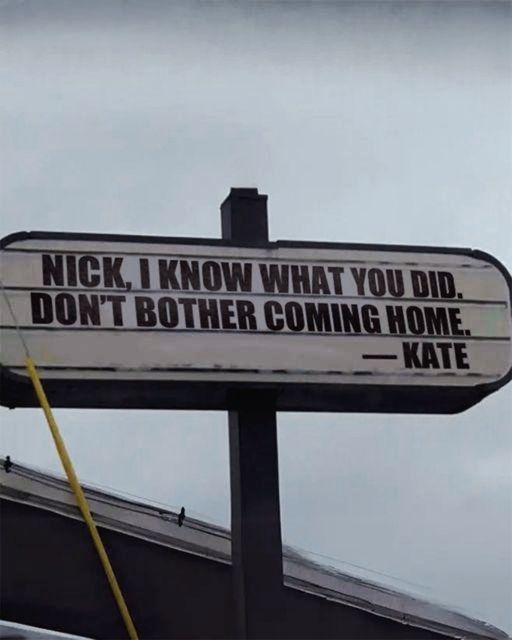 NICK, I KNOW WHAT YOU DID.
DON'T BOTHER COMING HOME.
— KATE